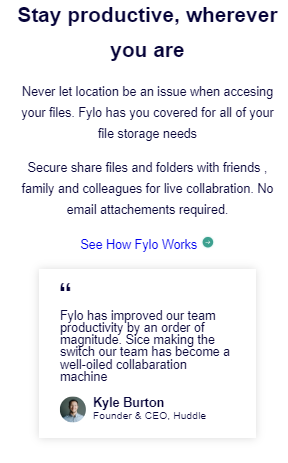 Stay productive, wherever
you are
Never let location be an issue when accesing
your files. Fylo has you covered for all of your
file storage needs
Secure share files and folders with friends ,
family and colleagues for live collabration. No
email attachements required.
See How Fylo Works
“
Fylo has improved our team
productivity by an order of
magnitude. Sice making the
switch our team has become a
well-oiled collabaration
machine
Kyle Burton
Founder & CEO, Huddle